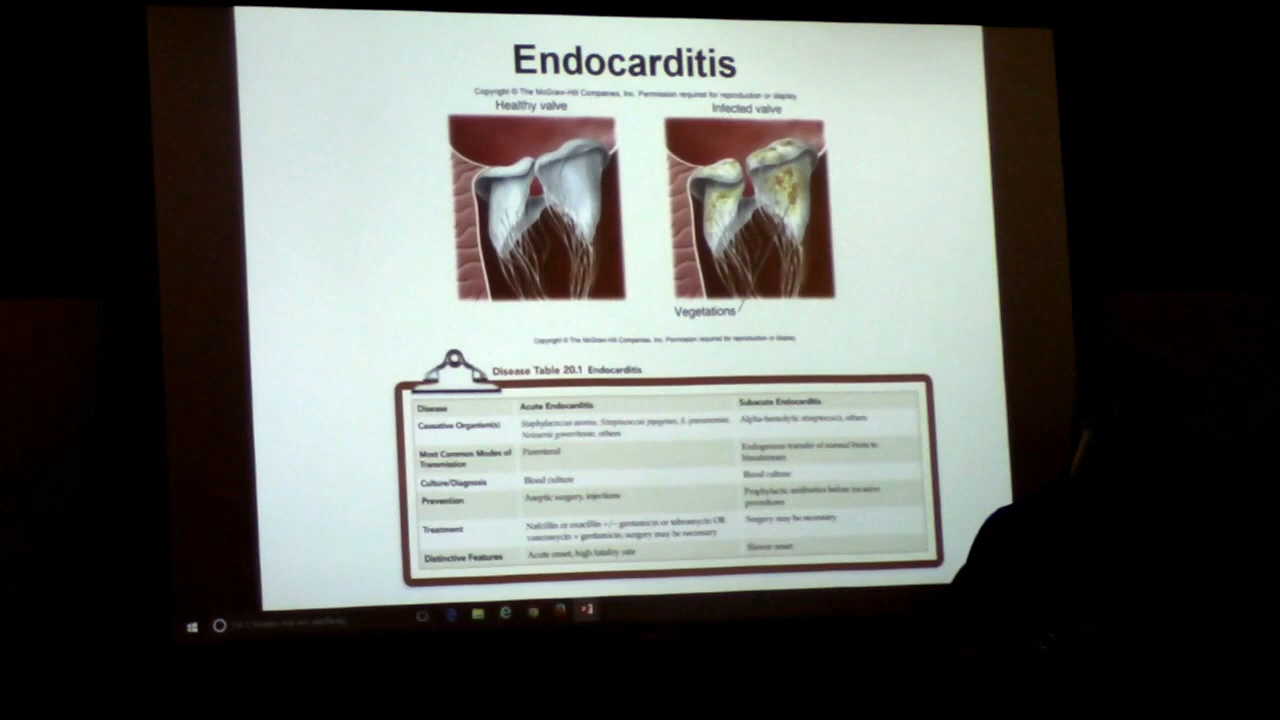 Endocarditis
Copyright © The McGraw-Hill Companies, Inc. Permission required for reproduction or display.
Healthy valve
Infected valve
Vegetations
Copyright © The McGraw-Hill Companies, Inc. Permission required for reproduction or display.
Disease Table 20.1 Endocarditis
Disease
Acute Endocarditis
Subacute Endocarditis
Causative Organism(s)
Staphylococcus aureus, Streptococcus pyogenes, S. pneumoniae,
Neisseria gonorrhoeae, others
Alpha-hemolytic streptococci, others
Most Common Modes of
Transmission
Parenteral
Endogenous transfer of normal biota to
bloodstream
Culture/Diagnosis
Blood culture
Blood culture
Prevention
Aseptic surgery, injections
Prophylactic antibiotics before invasive
procedures
Treatment
Nafcillin or oxacillin +/− gentamicin or tobramycin OR
vancomycin + gentamicin; surgery may be necessary
Surgery may be necessary
Distinctive Features
Acute onset, high fatality rate
Slower onset